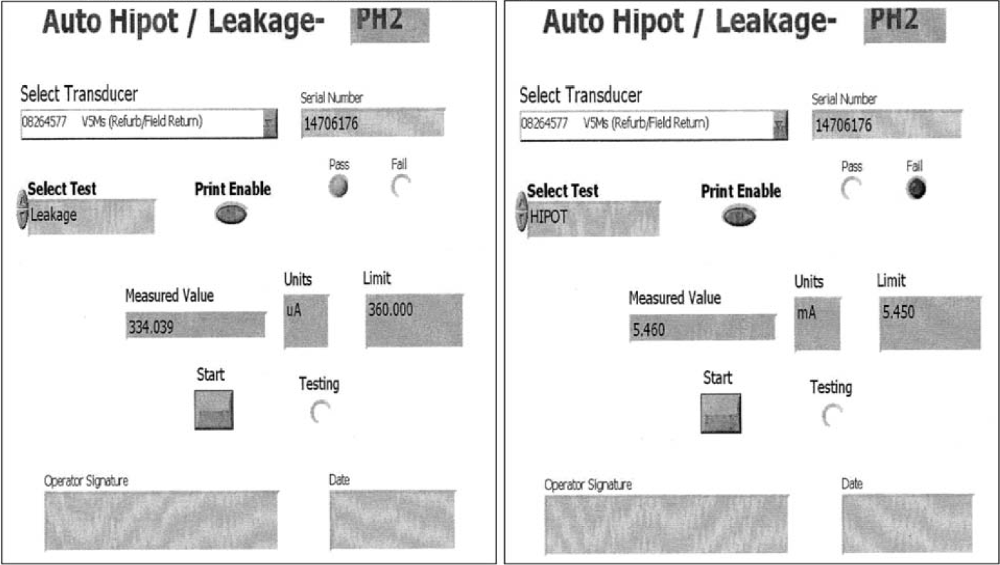 Auto Hipot / Leakage- PH2
Select Transducer
Serial Number
08264577 V5Ms (Refurb/Field Return)
14706176
Pass Fail
Select Test
Print Enable
Leakage
Units Limit
Measured Value
uA 360.000
334.039
Start
Testing
Operator Signature Date
Auto Hipot / Leakage- PH2
Select Transducer
Serial Number
08264577 V5Ms (Refurb/Field Return)
14706176
Pass Fail
Select Test
Print Enable
HIPOT
Units Limit
Measured Value
mA 5.450
5.460
Start
Testing
Operator Signature Date